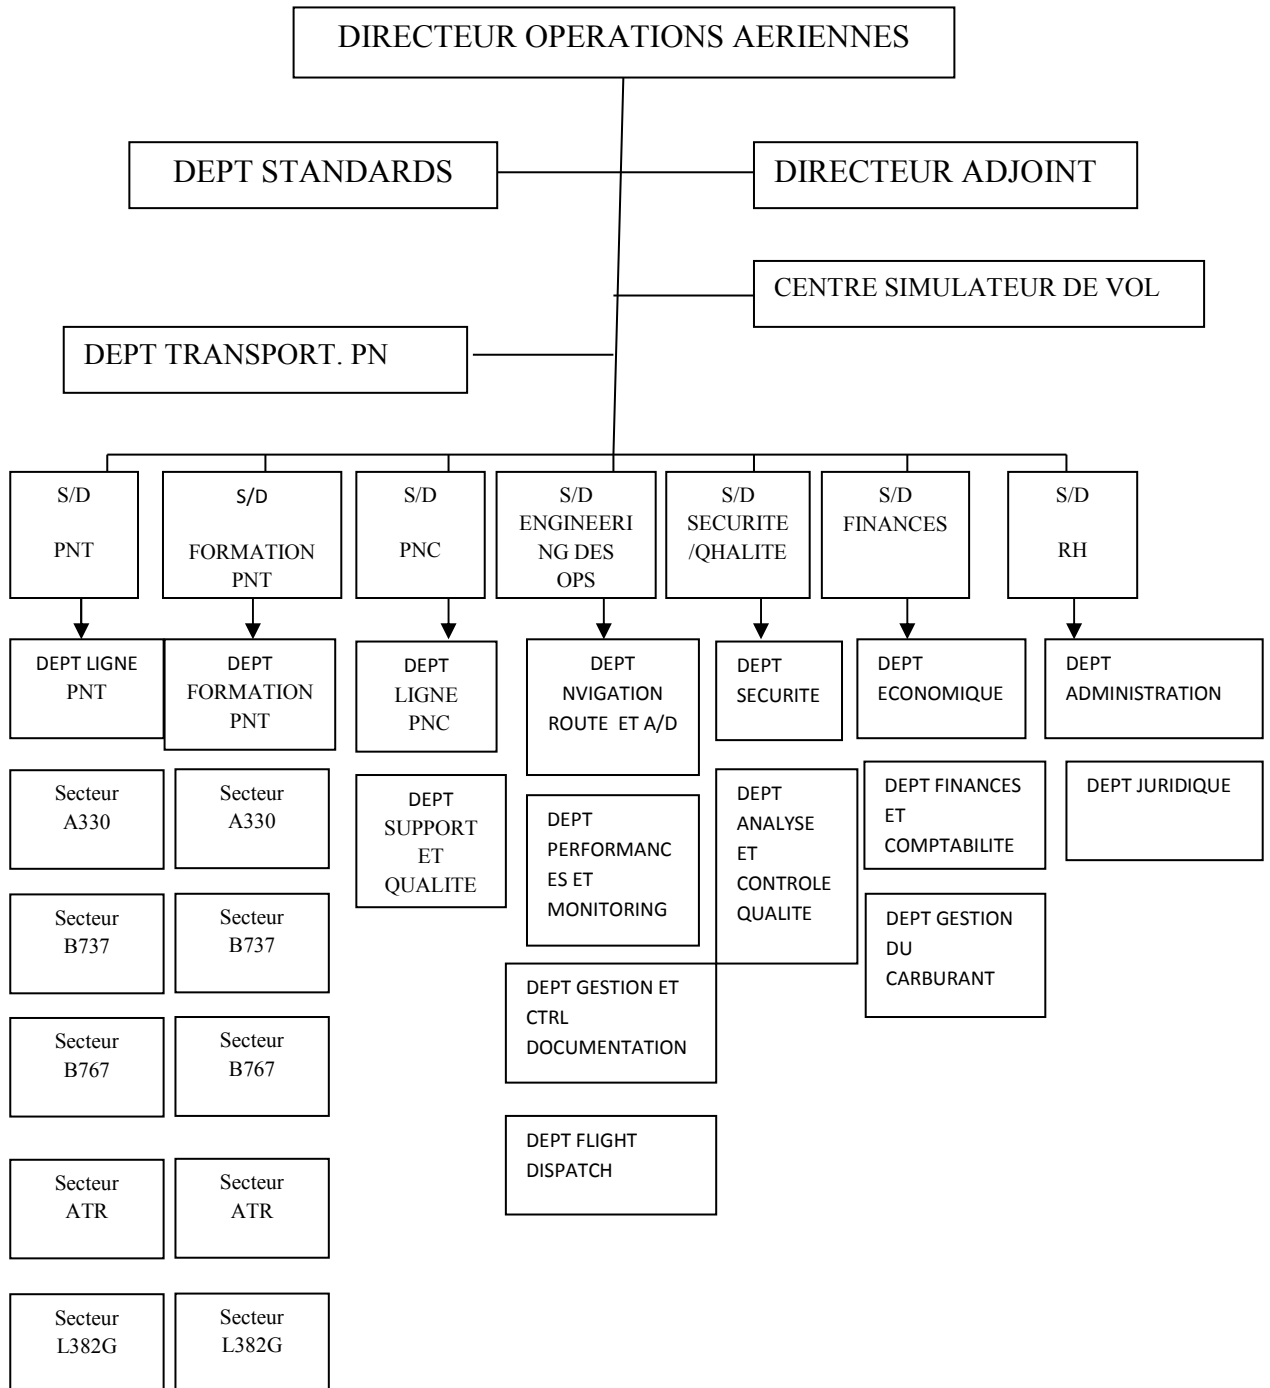 DIRECTEUR OPERATIONS AERIENNES
DEPT STANDARDS
DIRECTEUR ADJOINT
CENTRE SIMULATEUR DE VOL
DEPT TRANSPORT. PN
S/D
PNT
S/D
FORMATION
PNT
S/D
PNC
S/D
ENGINEERI
NG DES
OPS
S/D
SECURITE
/QHALITE
S/D
FINANCES
S/D
RH
DEPT LIGNE
PNT
DEPT
FORMATION
PNT
DEPT
LIGNE
PNC
DEPT
NVIGATION
ROUTE ET A/D
DEPT
SECURITE
DEPT
ECONOMIQUE
DEPT
ADMINISTRATION
Secteur
A330
Secteur
A330
DEPT
SUPPORT
ET
QUALITE
DEPT
PERFORMANC
ES ET
MONITORING
DEPT
ANALYSE
ET
CONTROLE
QUALITE
DEPT FINANCES
ET
COMPTABILITE
DEPT JURIDIQUE
Secteur
B737
Secteur
B737
DEPT GESTION
DU
CARBURANT
DEPT GESTION ET
CTRL
DOCUMENTATION
Secteur
B767
Secteur
B767
DEPT FLIGHT
DISPATCH
Secteur
ATR
Secteur
ATR
Secteur
L382G
Secteur
L382G